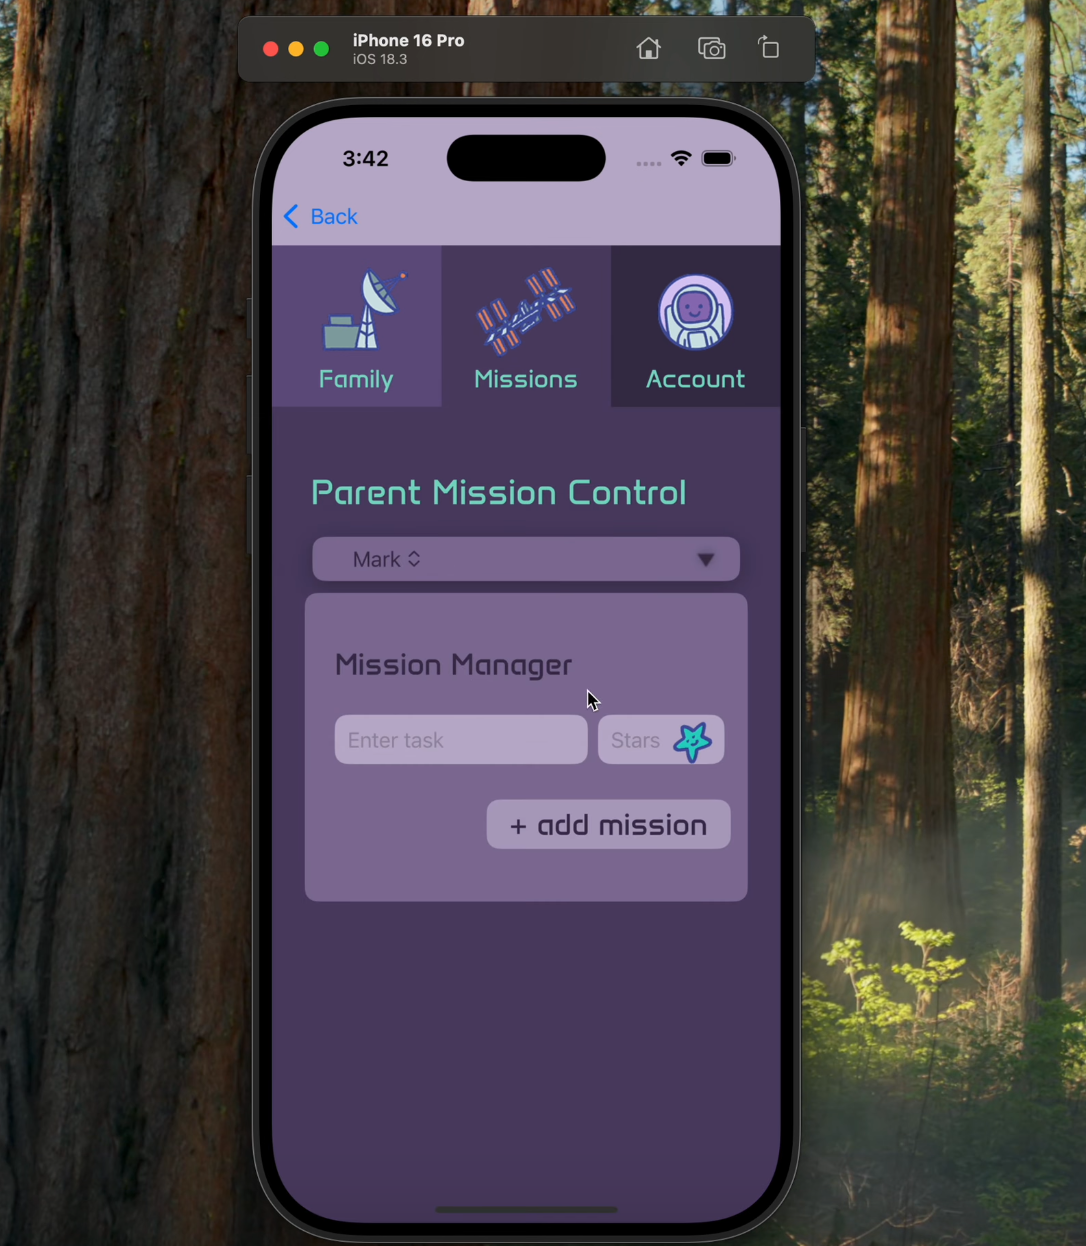 iPhone 16 Pro
iOS 18.3
3:42
Back
Family
Missions
Account
Parent Mission Control
Mark
Mission Manager
Enter task
Stars
+ add mission